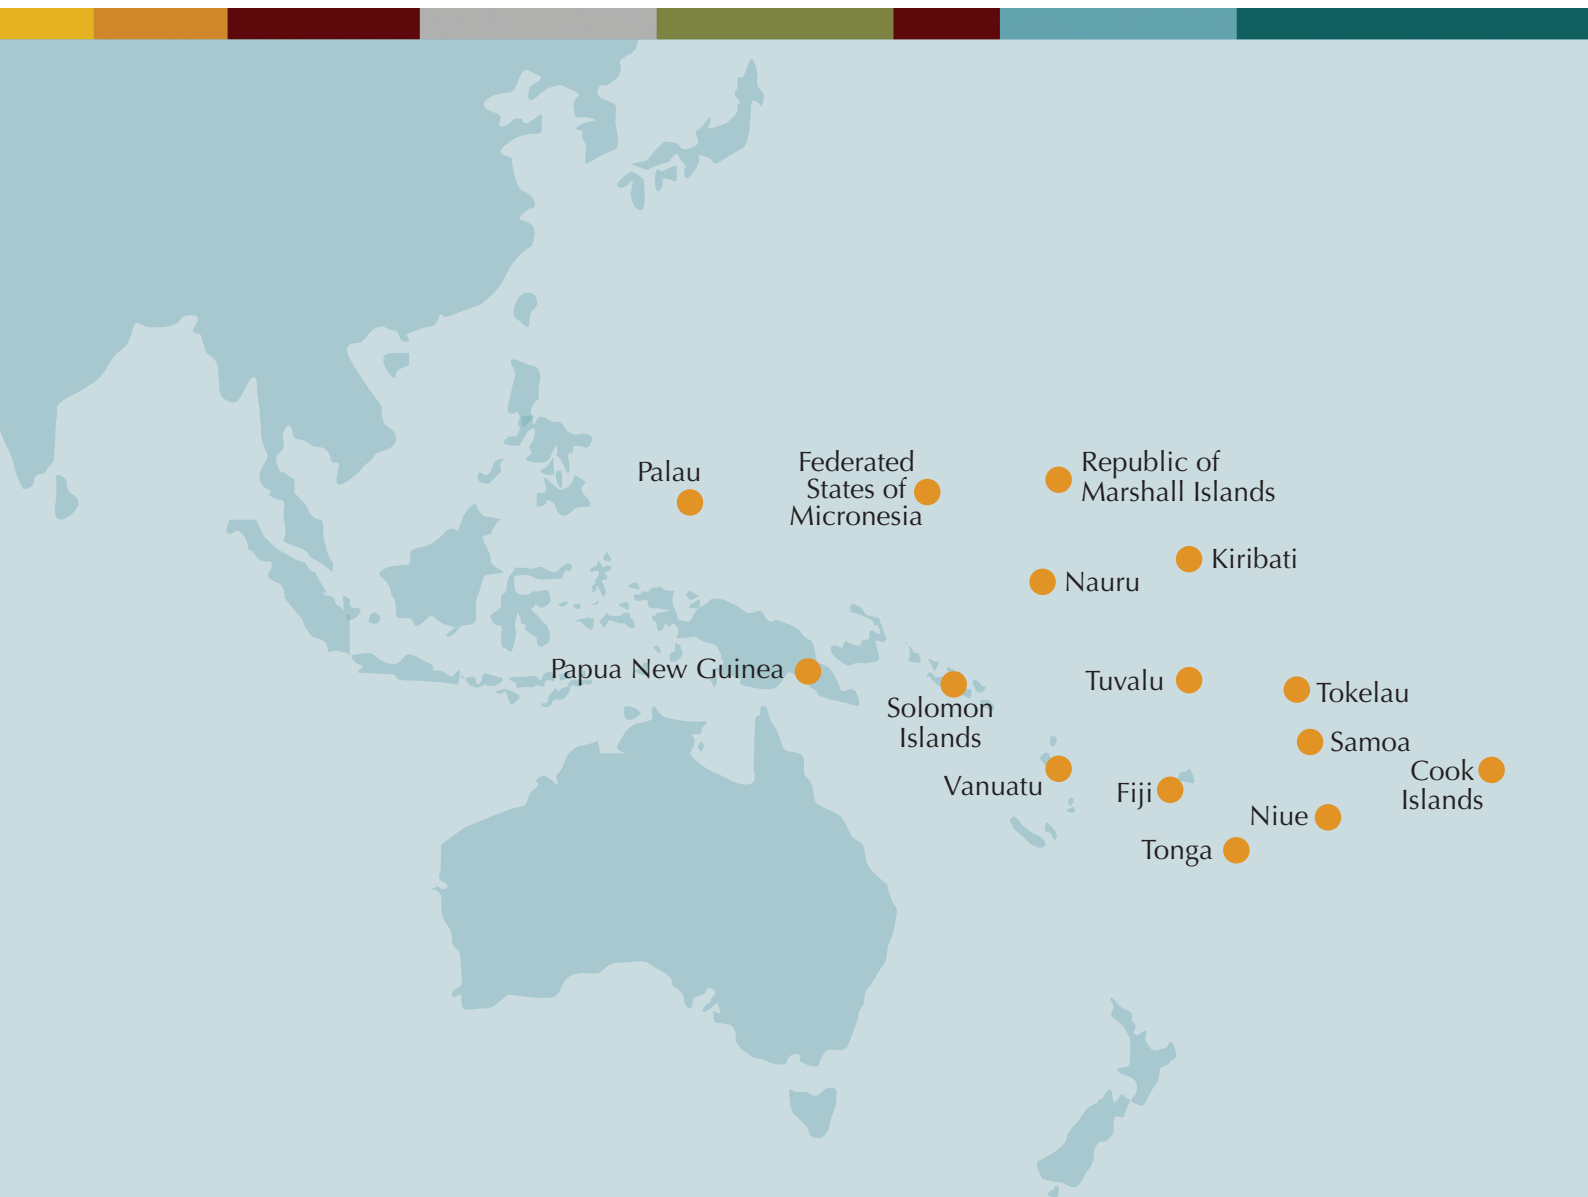 Palau
Federated
States of
Micronesia
Republic of
Marshall Islands
Kiribati
Nauru
Papua New Guinea
Solomon
Islands
Tuvalu
Tokelau
Samoa
Cook
Islands
Vanuatu
Fiji
Niue
Tonga